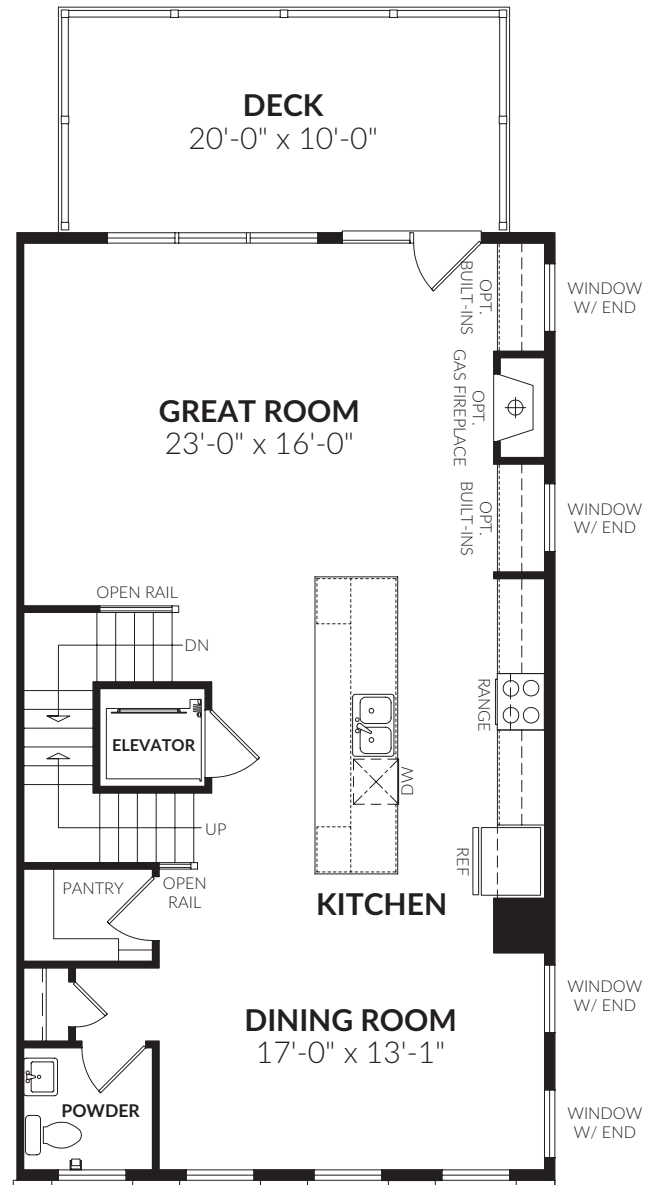 DECK
20'-0" x 10'-0"
OPT.
BUILT-INS
WINDOW
W/ END
GREAT ROOM
23'-0" x 16'-0"
OPT.
GAS FIREPLACE
OPT.
BUILT-INS
WINDOW
W/ END
OPEN RAIL
DN
RANGE
ELEVATOR
DW
UP
REF
PANTRY
OPEN
RAIL
KITCHEN
WINDOW
W/ END
DINING ROOM
17'-0" x 13'-1"
POWDER
WINDOW
W/ END